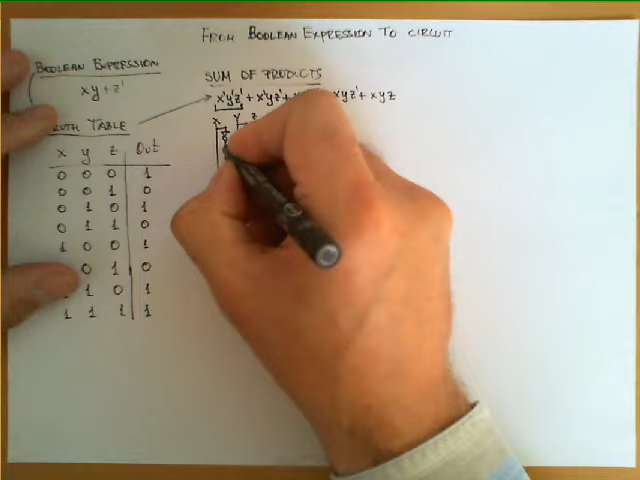 FROM BOOLEAN EXPRESSION TO CIRCUIT
BOOLEAN EXPRESSION
xy+z'
SUM OF PRODUCTS
x'y'z' + x'yz' + xyz' + xyz
TABLE
x y z
x y z Out
0 0 0 1
0 0 1 0
0 1 0 1
0 1 1 0
1 0 0 1
0 1 0
1 1 0 1
1 1 1 1